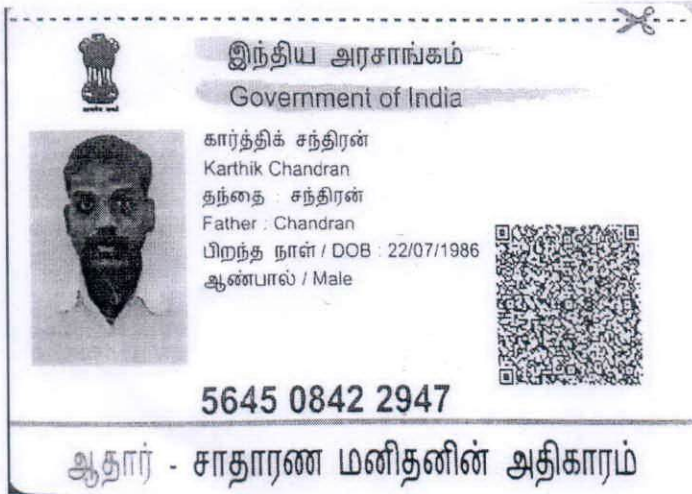 இந்திய அரசாங்கம்
Government of India
கார்த்திக் சந்திரன்
Karthik Chandran
தந்தை : சந்திரன்
Father : Chandran
பிறந்த நாள் / DOB : 22/07/1986
ஆண்பால் / Male
5645 0842 2947
ஆதார் - சாதாரண மனிதனின் அதிகாரம்